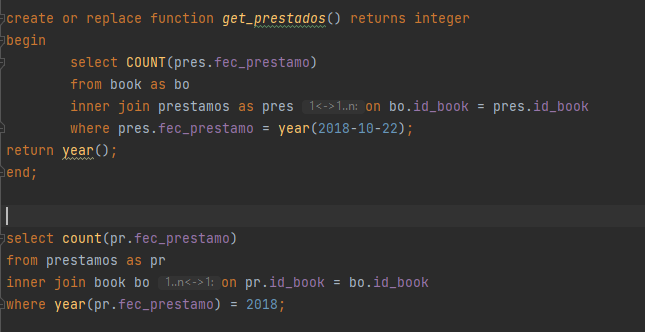 create or replace function get_prestados() returns integer
begin
select COUNT(pres.fec_prestamo)
from book as bo
inner join prestamos as pres 1<->1..n: on bo.id_book = pres.id_book
where pres.fec_prestamo = year(2018-10-22);
return year();
end;
select count(pr.fec_prestamo)
from prestamos as pr
inner join book bo 1..n<->1: on pr.id_book = bo.id_book
where year(pr.fec_prestamo) = 2018;